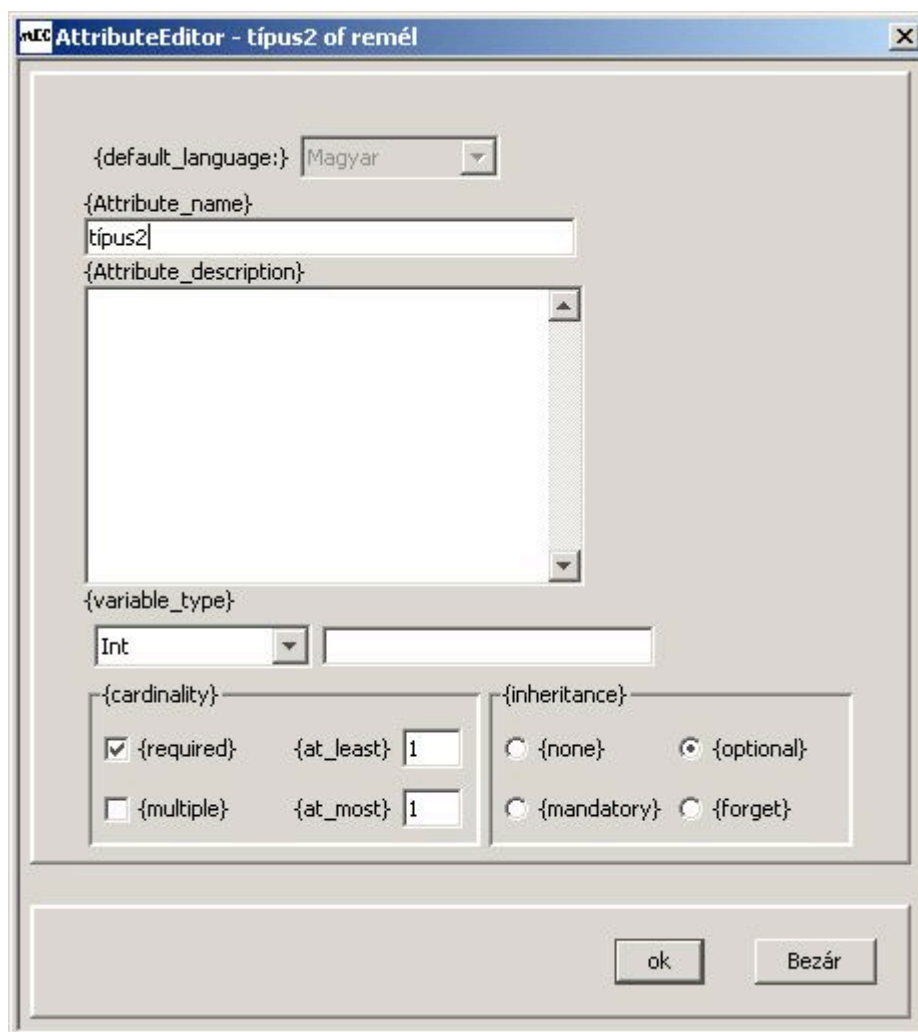 mEC AttributeEditor - típus2 of remél
{default_language:} Magyar
{Attribute_name}
típus2
{Attribute_description}
{variable_type}
Int
{cardinality}
{required} {at_least} 1
{multiple} {at_most} 1
{inheritance}
{none} {optional}
{mandatory} {forget}
ok Bezár